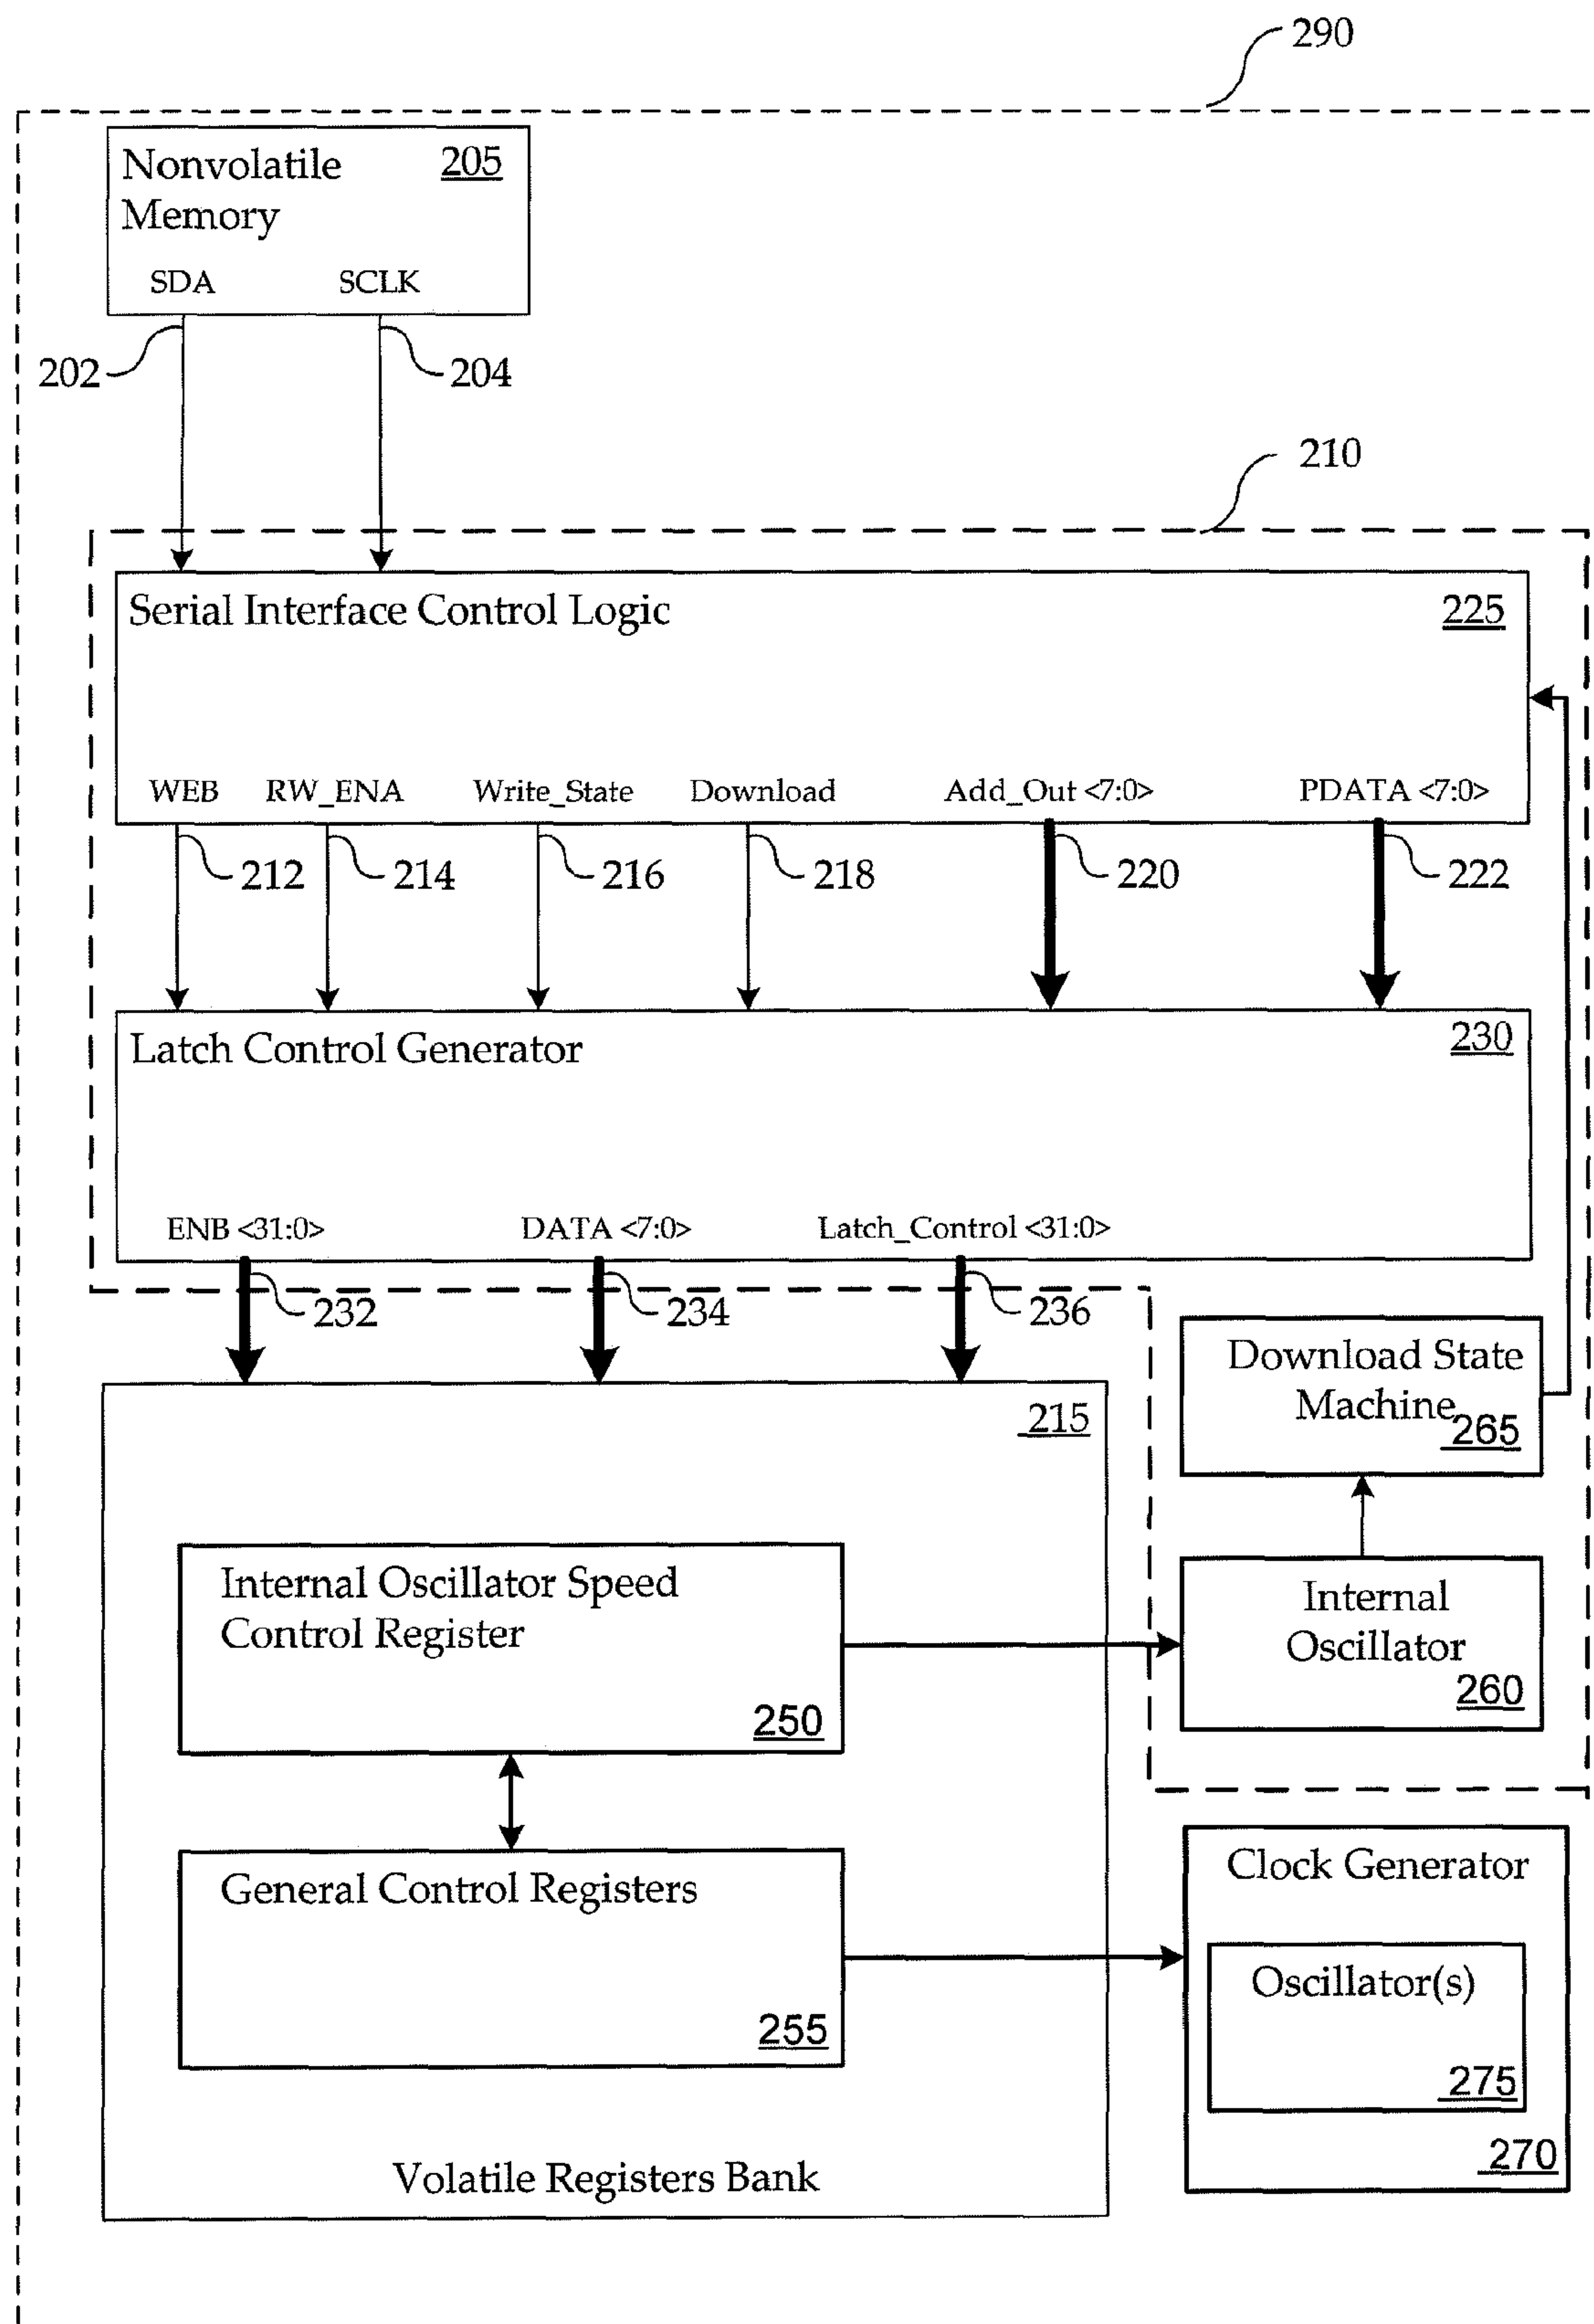 290
Nonvolatile 205
Memory
SDA SCLK
202 204
210
Serial Interface Control Logic 225
WEB RW_ENA Write_State Download Add_Out <7:0> PDATA <7:0>
212 214 216 218 220 222
Latch Control Generator 230
ENB <31:0> DATA <7:0> Latch_Control <31:0>
232 234 236
Download State
Machine
265
215
Internal Oscillator Speed
Control Register
250
Internal
Oscillator
260
General Control Registers
255
Clock Generator
Oscillator(s)
275
270
Volatile Registers Bank